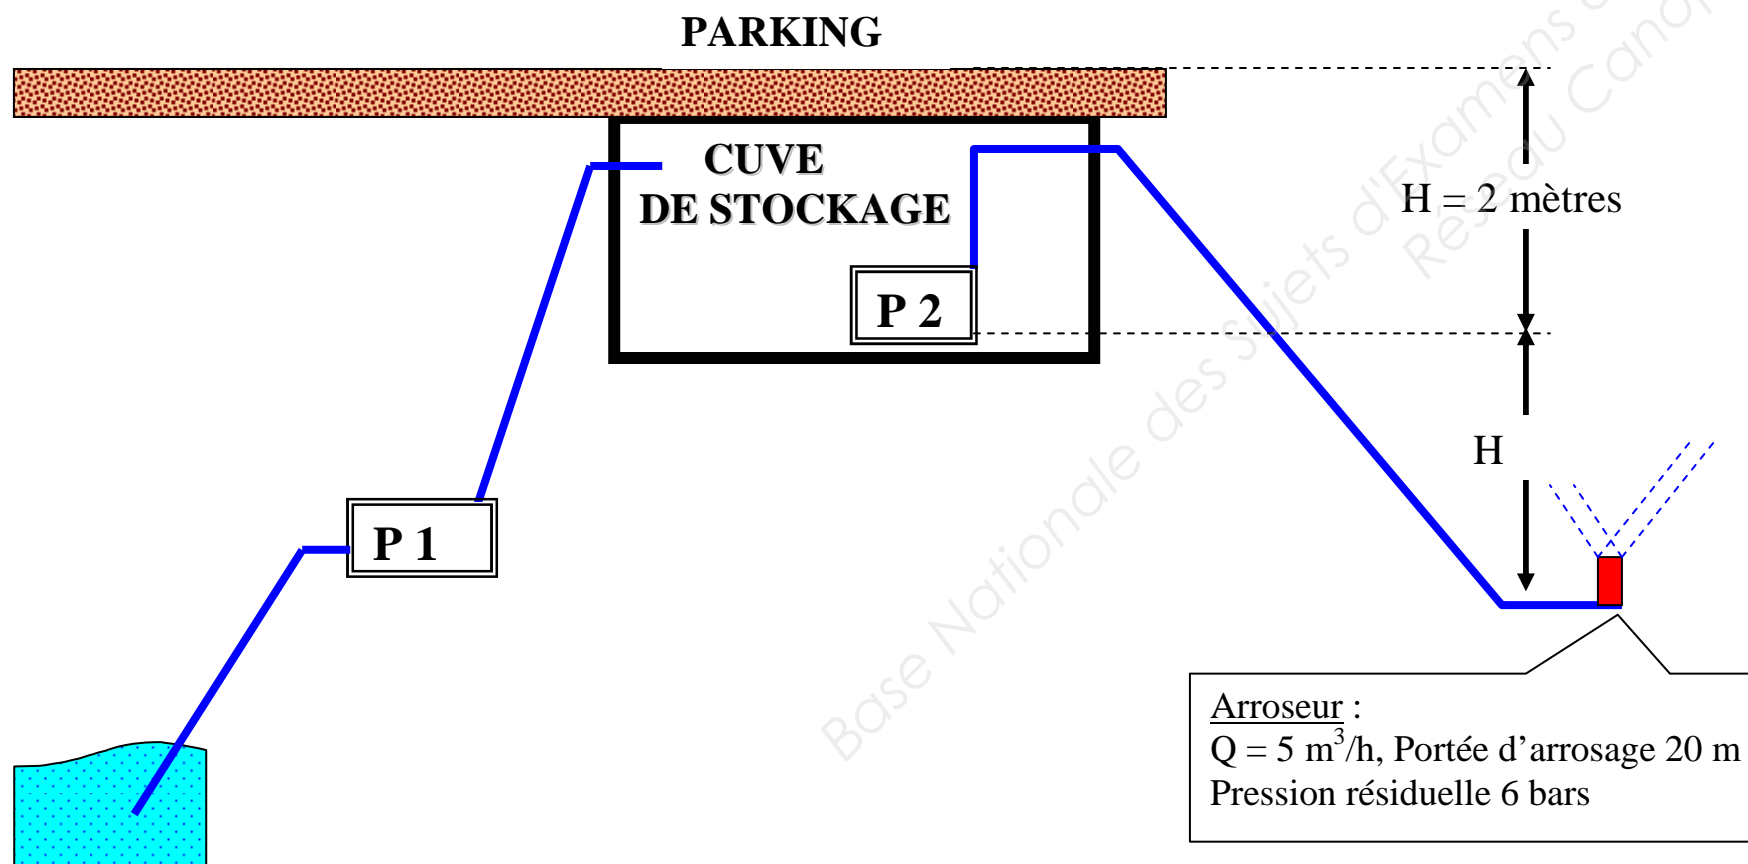 PARKING
CUVE
DE STOCKAGE
H = 2 mètres
P 2
H
P 1
Arroseur :
Q = 5 m³/h, Portée d'arrosage 20 m
Pression résiduelle 6 bars
Base Nationale des Sujets d'Examens
Réseau Canop